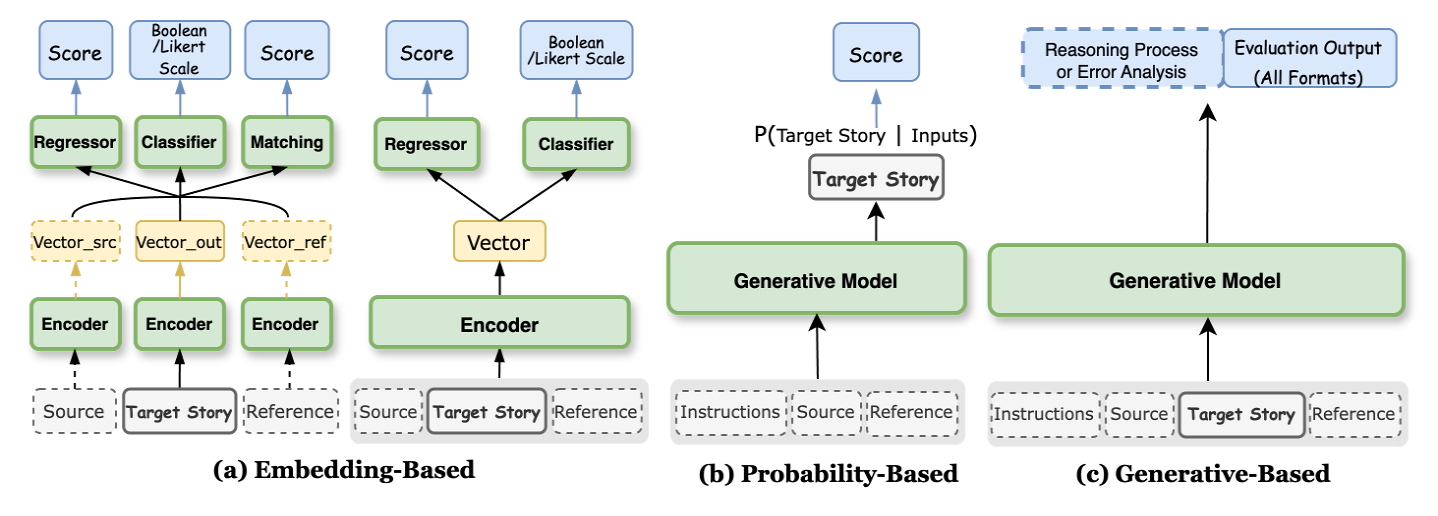 Score
Boolean
/Likert
Scale
Score
Regressor
Classifier
Matching
Vector_src
Vector_out
Vector_ref
Encoder
Encoder
Encoder
Source
Target Story
Reference
Score
Boolean
/Likert Scale
Regressor
Classifier
Vector
Encoder
Source
Target Story
Reference
(a) Embedding-Based
Score
P(Target Story | Inputs)
Target Story
Generative Model
Instructions
Source
Reference
(b) Probability-Based
Reasoning Process
or Error Analysis
Evaluation Output
(All Formats)
Generative Model
Instructions
Source
Target Story
Reference
(c) Generative-Based